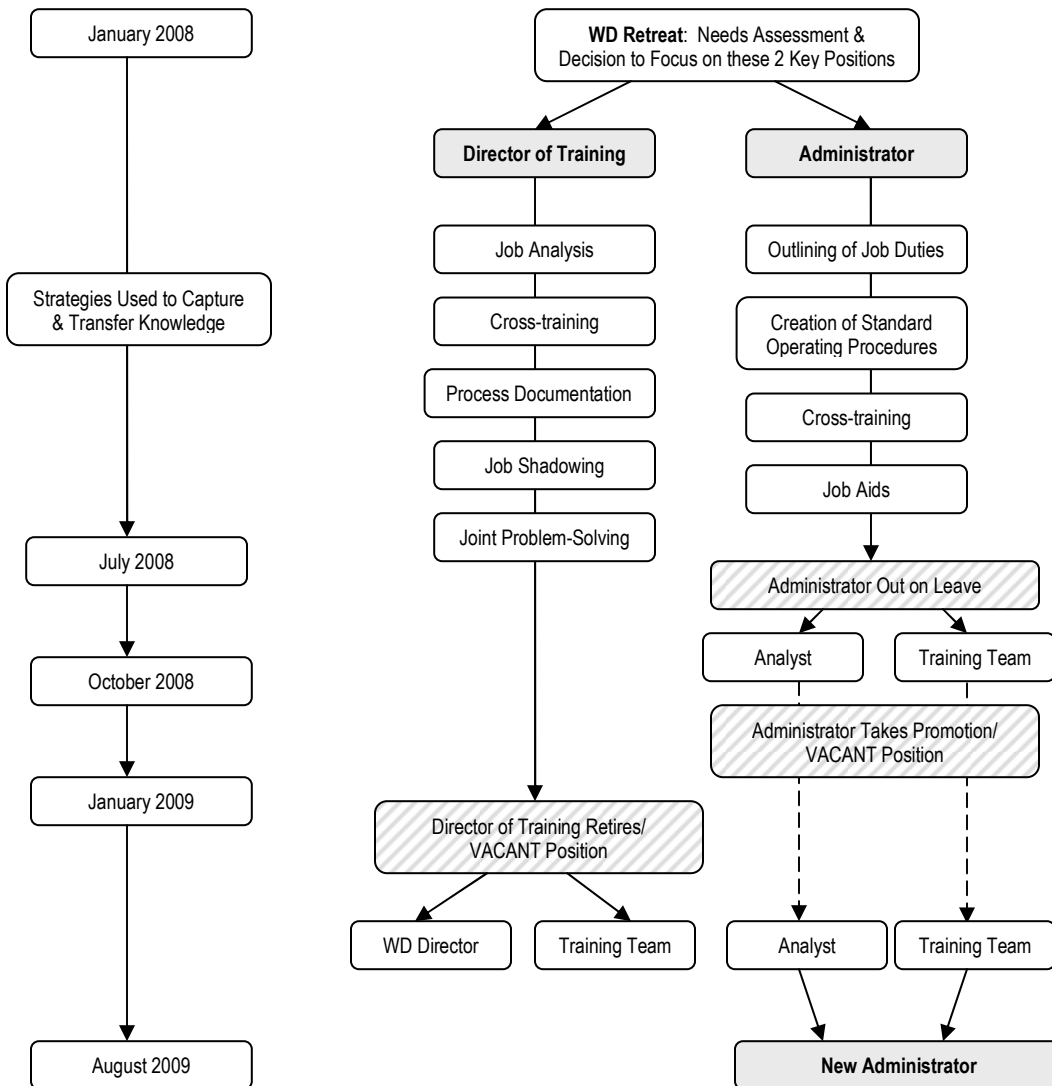 January 2008
Strategies Used to Capture
& Transfer Knowledge
July 2008
October 2008
January 2009
August 2009
WD Retreat: Needs Assessment &
Decision to Focus on these 2 Key Positions
Director of Training
Job Analysis
Cross-training
Process Documentation
Job Shadowing
Joint Problem-Solving
Director of Training Retires/
VACANT Position
WD Director
Training Team
Administrator
Outlining of Job Duties
Creation of Standard
Operating Procedures
Cross-training
Job Aids
Administrator Out on Leave
Analyst
Training Team
Administrator Takes Promotion/
VACANT Position
Analyst
Training Team
New Administrator